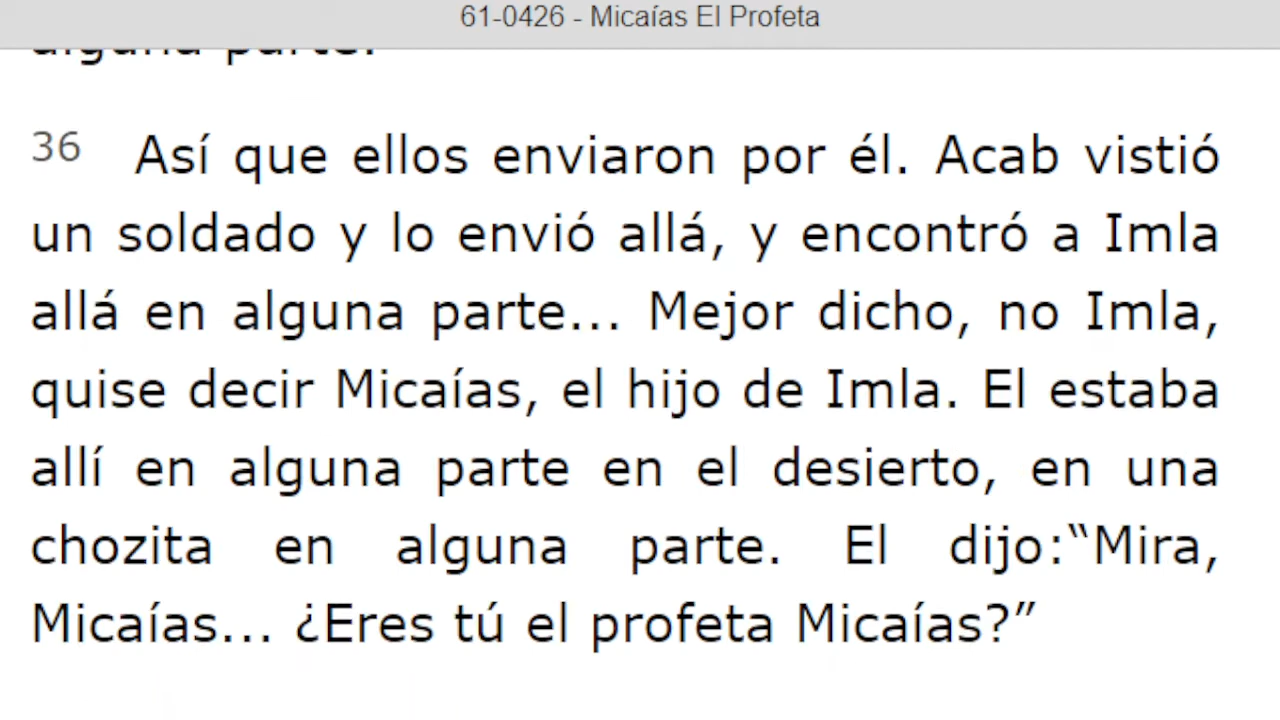 61-0426 - Micaías El Profeta
alguna parte.
36 Así que ellos enviaron por él. Acab vistió
un soldado y lo envió allá, y encontró a Imla
allá en alguna parte... Mejor dicho, no Imla,
quise decir Micaías, el hijo de Imla. El estaba
allí en alguna parte en el desierto, en una
chozita en alguna parte. El dijo:“Mira,
Micaías... ¿Eres tú el profeta Micaías?”